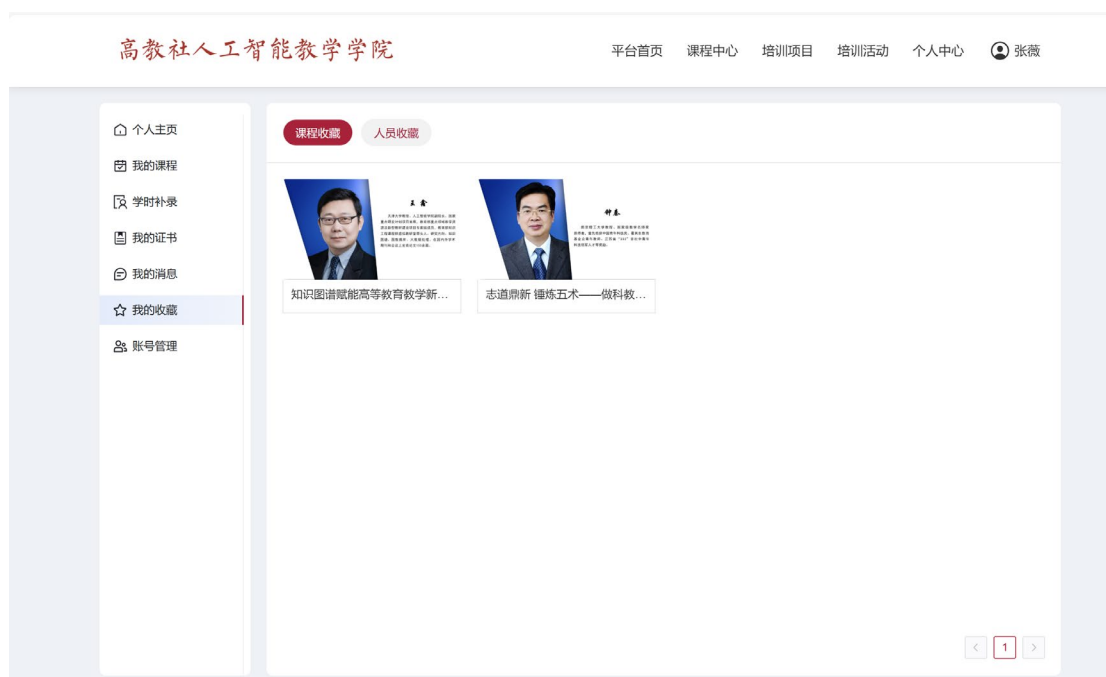 高教社人工智能教学学院
平台首页 课程中心 培训项目 培训活动 个人中心 张薇
个人主页
我的课程
学时补录
我的证书
我的消息
我的收藏
账号管理
课程收藏 人员收藏
王鑫
知识图谱赋能高等教育教学新...
钟秦
志道鼎新 锤炼五术——做科教...
1